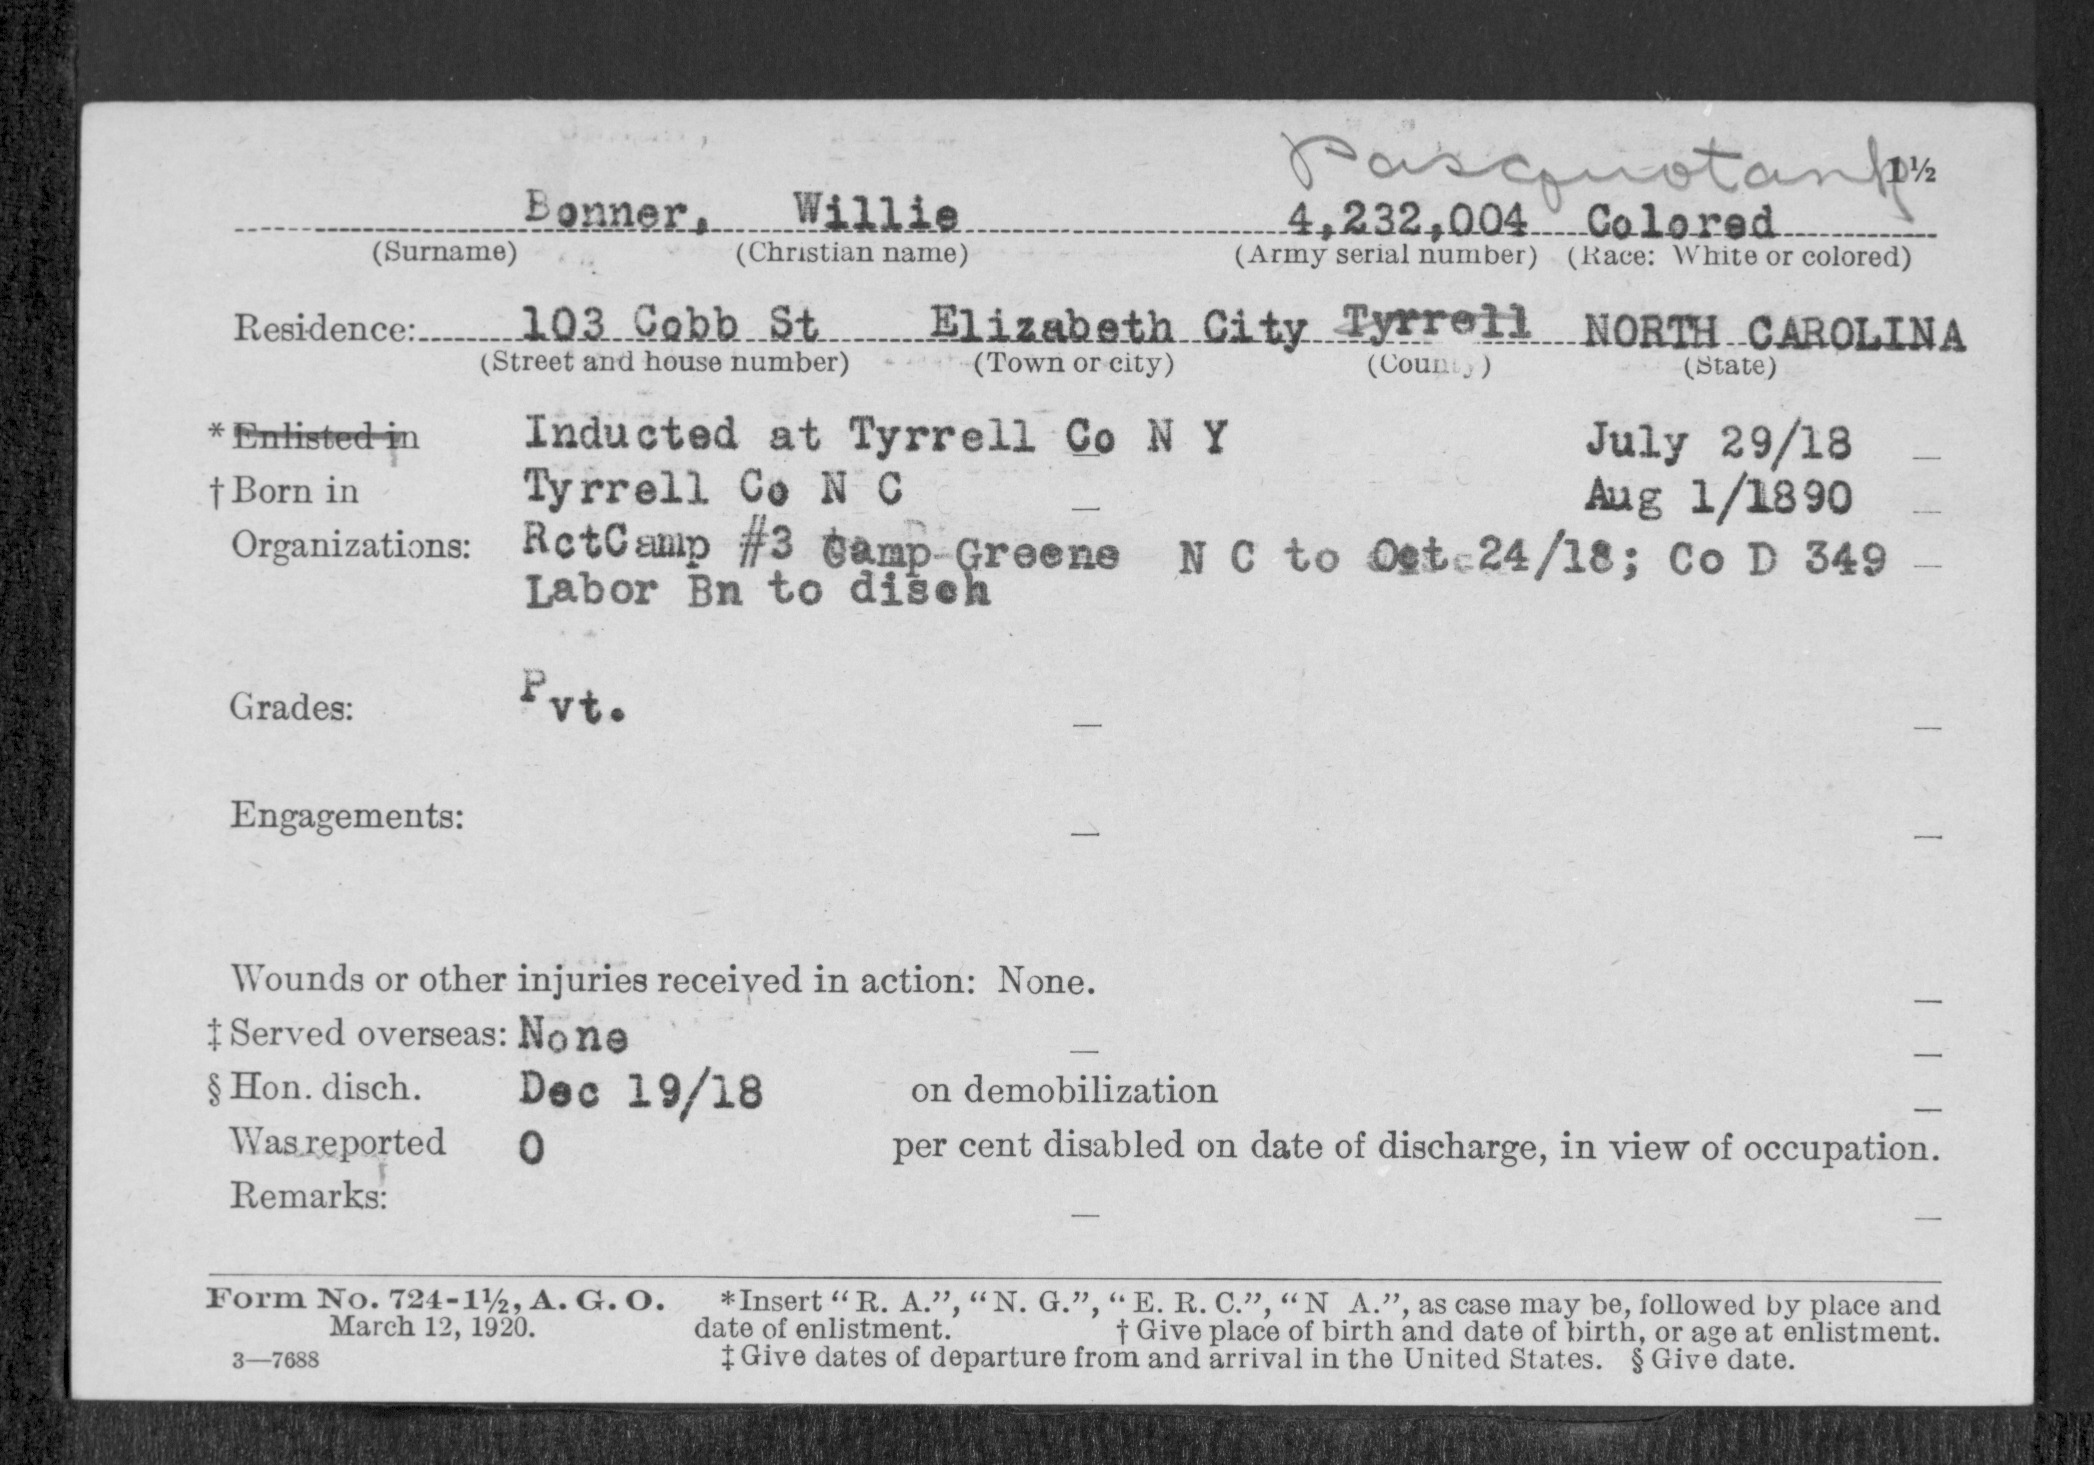 Pasquotank 1½
Bonner, Willie 4,232,004 Colored
(Surname) (Christian name) (Army serial number) (Race: White or colored)
Residence: 103 Cobb St Elizabeth City Tyrrell NORTH CAROLINA
(Street and house number) (Town or city) (County) (State)
* Enlisted in Inducted at Tyrrell Co N Y July 29/18
† Born in Tyrrell Co N C Aug 1/1890
Organizations: RctCamp #3 Camp Greene N C to Oct 24/18; Co D 349
Labor Bn to disch
Grades: Pvt.
Engagements:
Wounds or other injuries received in action: None.
‡ Served overseas: None
§ Hon. disch. Dec 19/18 on demobilization
Was reported 0 per cent disabled on date of discharge, in view of occupation.
Remarks:
Form No. 724-1½, A. G. O. *Insert "R. A.", "N. G.", "E. R. C.", "N A.", as case may be, followed by place and
March 12, 1920. date of enlistment. † Give place of birth and date of birth, or age at enlistment.
3—7688 ‡ Give dates of departure from and arrival in the United States. § Give date.